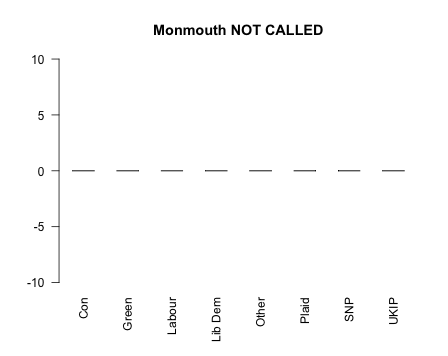 Monmouth NOT CALLED
10
5
0
-5
-10
Con
Green
Labour
Lib Dem
Other
Plaid
SNP
UKIP